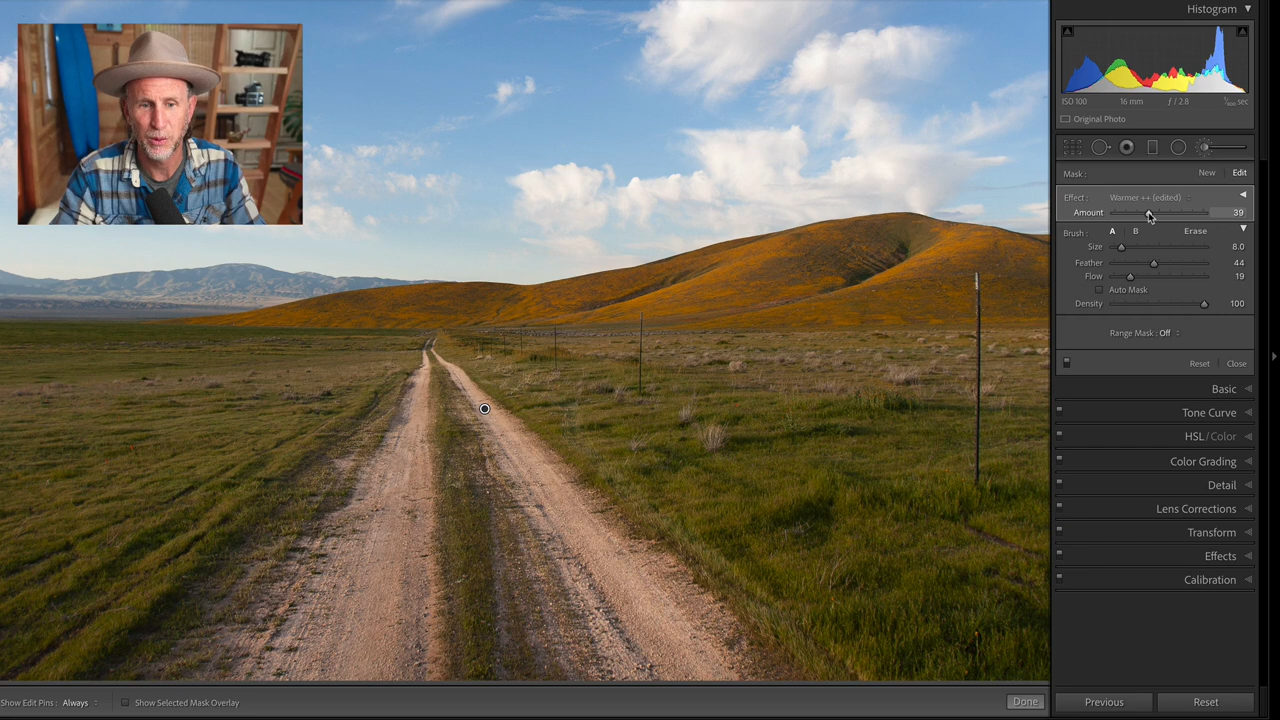 Histogram
ISO 100 16 mm ƒ / 2.8 sec
Original Photo
Mask : New Edit
Effect : Warmer ++ (edited)
Amount 39
Brush : A B Erase
Size 8.0
Feather 44
Flow 19
Auto Mask
Density 100
Range Mask : Off
Reset Close
Basic
Tone Curve
HSL / Color
Color Grading
Detail
Lens Corrections
Transform
Effects
Calibration
Show Edit Pins : Always Show Selected Mask Overlay Done
Previous Reset